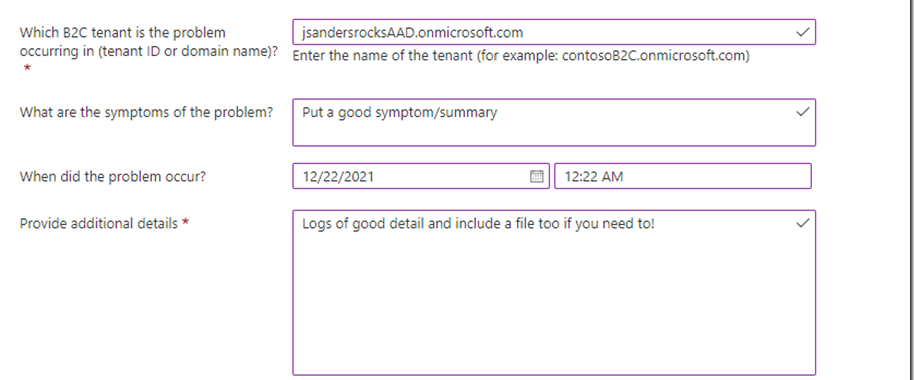 Which B2C tenant is the problem
occurring in (tenant ID or domain name)?
*
jsandersrocksAAD.onmicrosoft.com
Enter the name of the tenant (for example: contosoB2C.onmicrosoft.com)
What are the symptoms of the problem?
Put a good symptom/summary
When did the problem occur?
12/22/2021
12:22 AM
Provide additional details *
Logs of good detail and include a file too if you need to!